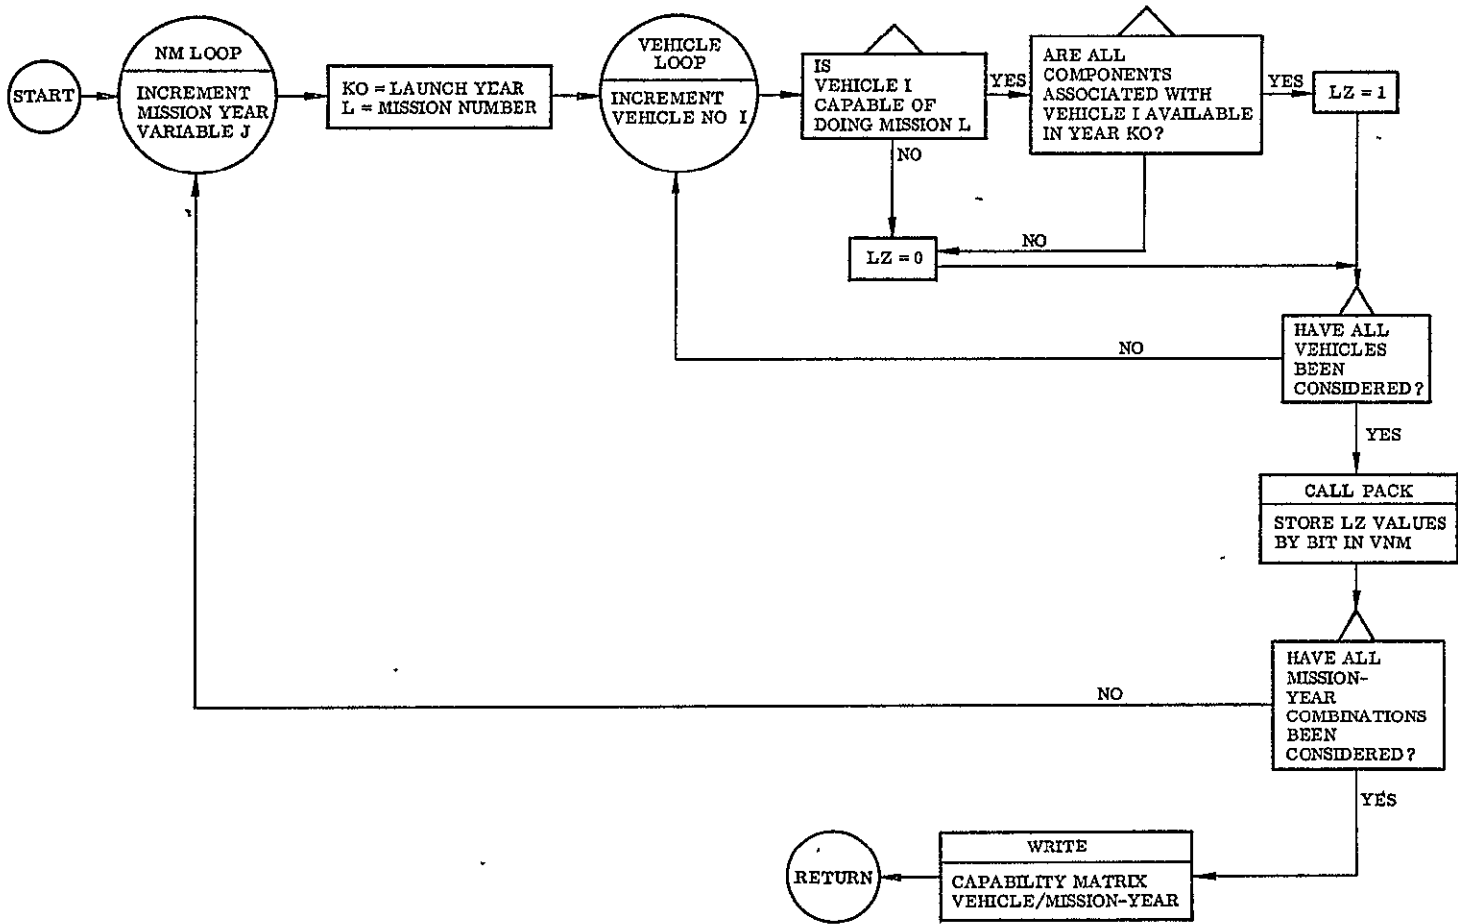 START
NM LOOP
INCREMENT
MISSION YEAR
VARIABLE J
KO = LAUNCH YEAR
L = MISSION NUMBER
VEHICLE
LOOP
INCREMENT
VEHICLE NO I
IS
VEHICLE I
CAPABLE OF
DOING MISSION L
YES
NO
ARE ALL
COMPONENTS
ASSOCIATED WITH
VEHICLE I AVAILABLE
IN YEAR KO?
YES
LZ = 1
NO
LZ = 0
HAVE ALL
VEHICLES
BEEN
CONSIDERED?
NO
YES
CALL PACK
STORE LZ VALUES
BY BIT IN VNM
HAVE ALL
MISSION-
YEAR
COMBINATIONS
BEEN
CONSIDERED?
NO
YES
WRITE
CAPABILITY MATRIX
VEHICLE/MISSION-YEAR
RETURN